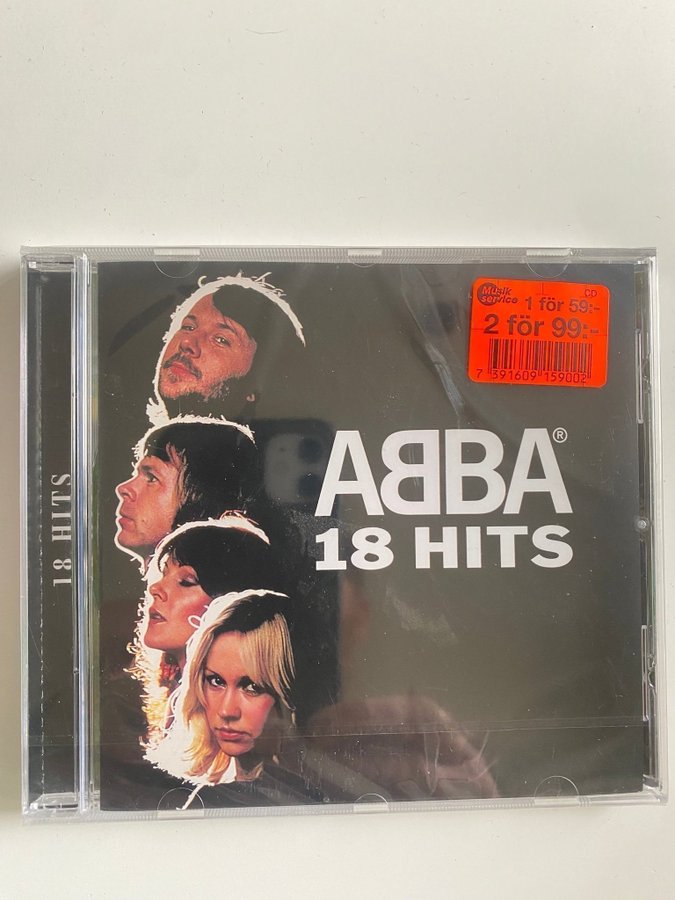 Musik
service
1 för 59:-
CD
2 för 99:-
7 391609 159002
ABBA®
18 HITS
18 HITS